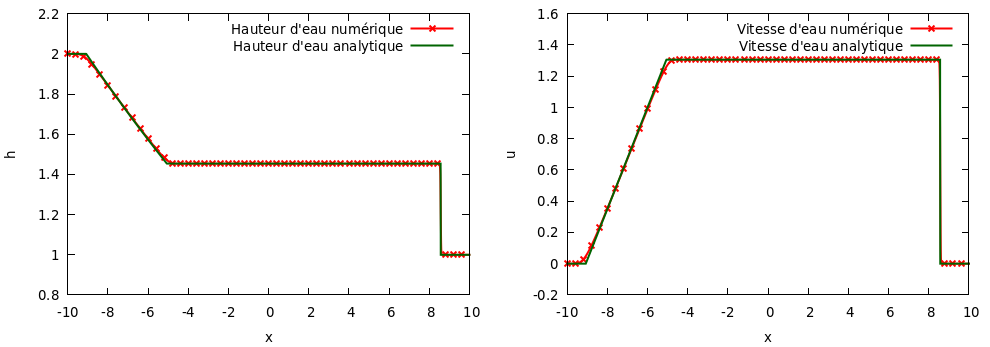 2.2
2
1.8
1.6
1.4
1.2
1
0.8
h
-10 -8 -6 -4 -2 0 2 4 6 8 10
x
Hauteur d'eau numérique
Hauteur d'eau analytique
1.6
1.4
1.2
1
0.8
0.6
0.4
0.2
0
-0.2
u
-10 -8 -6 -4 -2 0 2 4 6 8 10
x
Vitesse d'eau numérique
Vitesse d'eau analytique